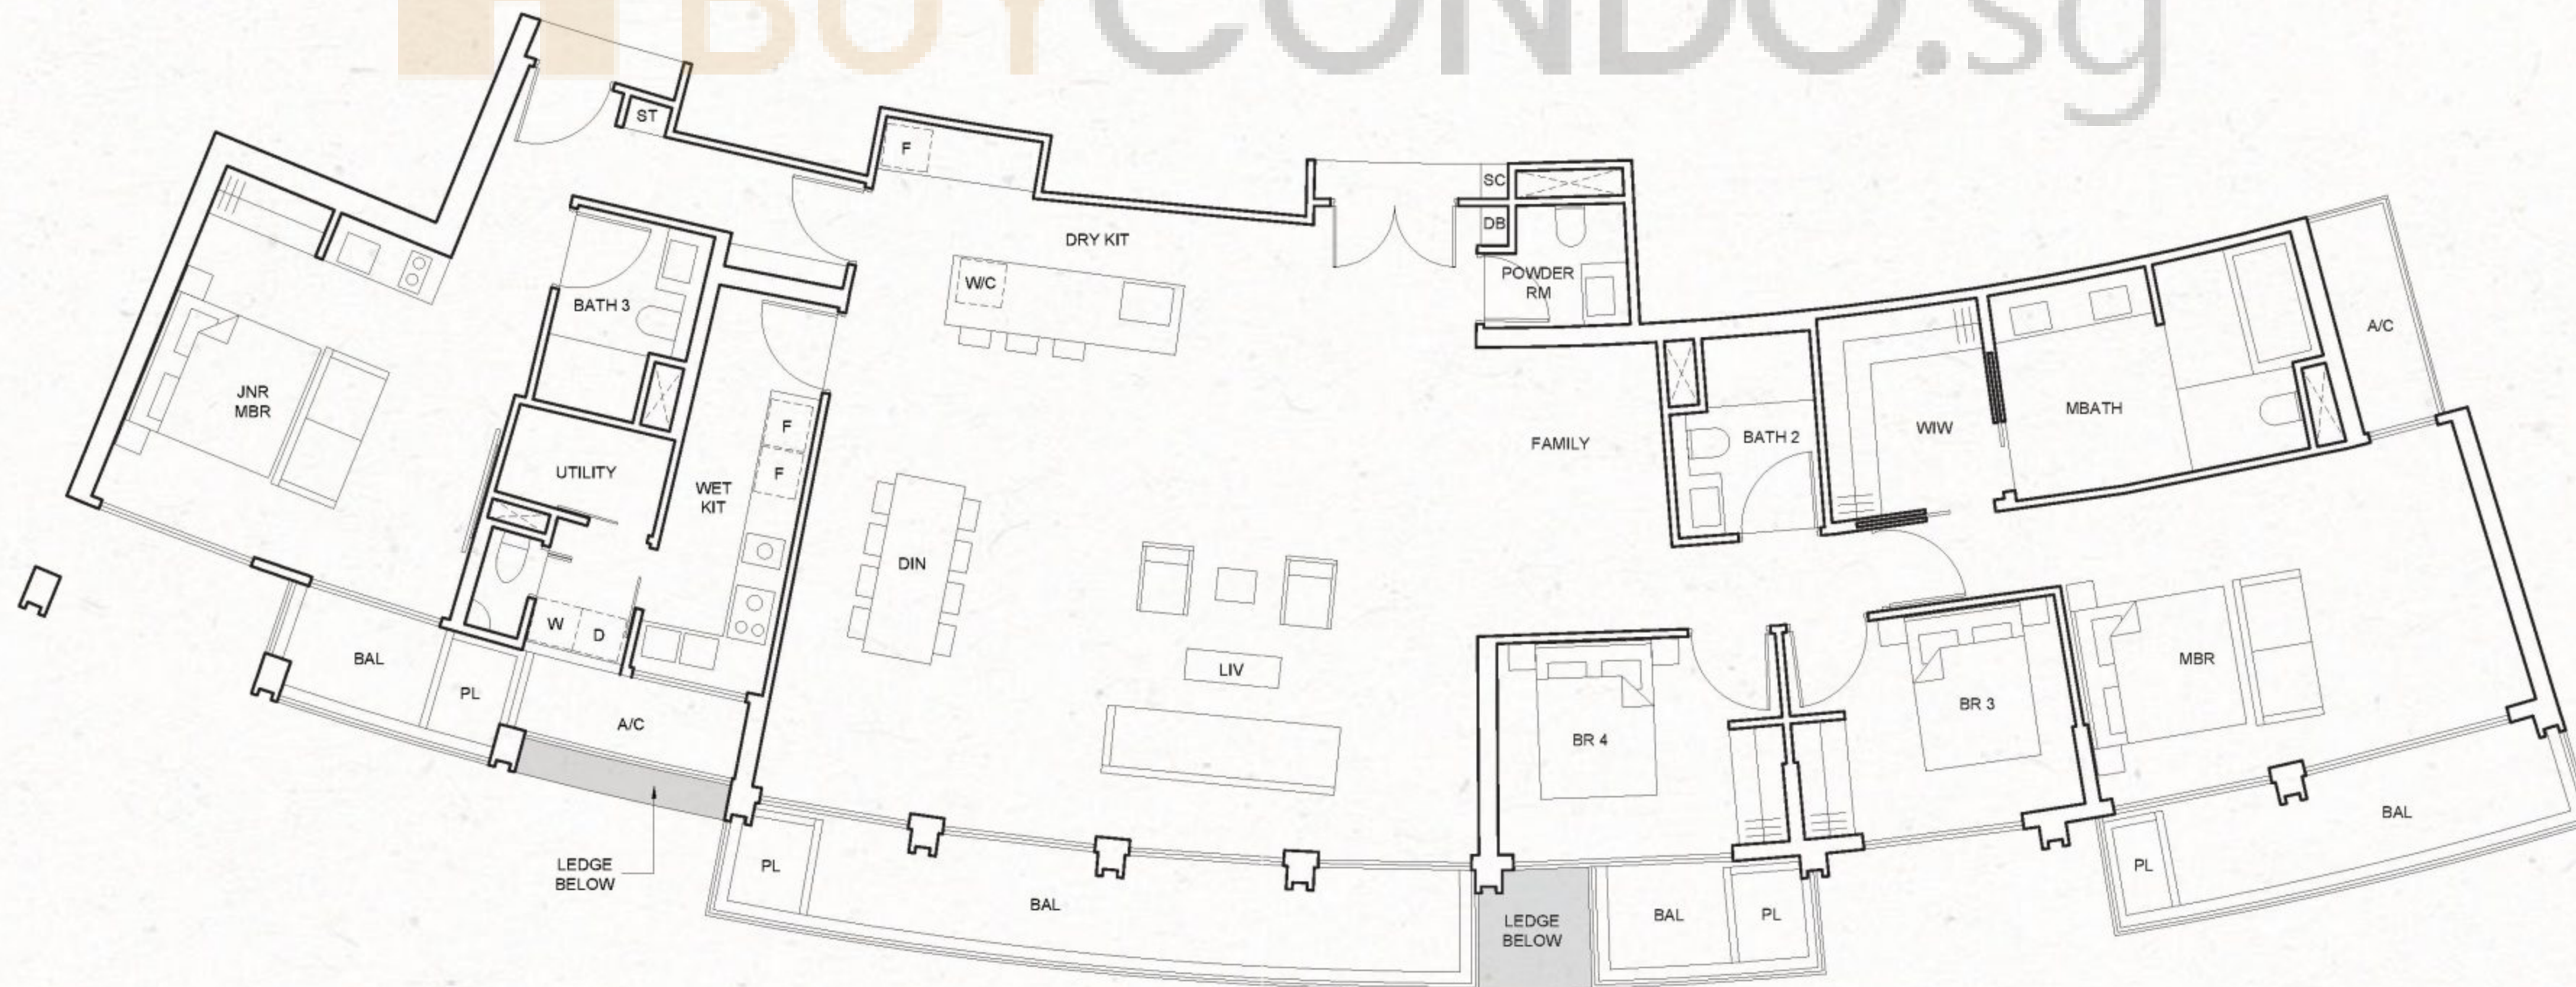 BUYCONDO.sg
ST
F
SC
DB
DRY KIT
POWDER
RM
W/C
BATH 3
A/C
JNR
MBR
F
F
WET
KIT
UTILITY
FAMILY
BATH 2
WIW
MBATH
DIN
W
D
LIV
BAL
PL
A/C
BR 4
BR 3
MBR
LEDGE
BELOW
PL
BAL
LEDGE
BELOW
BAL
PL
PL
BAL